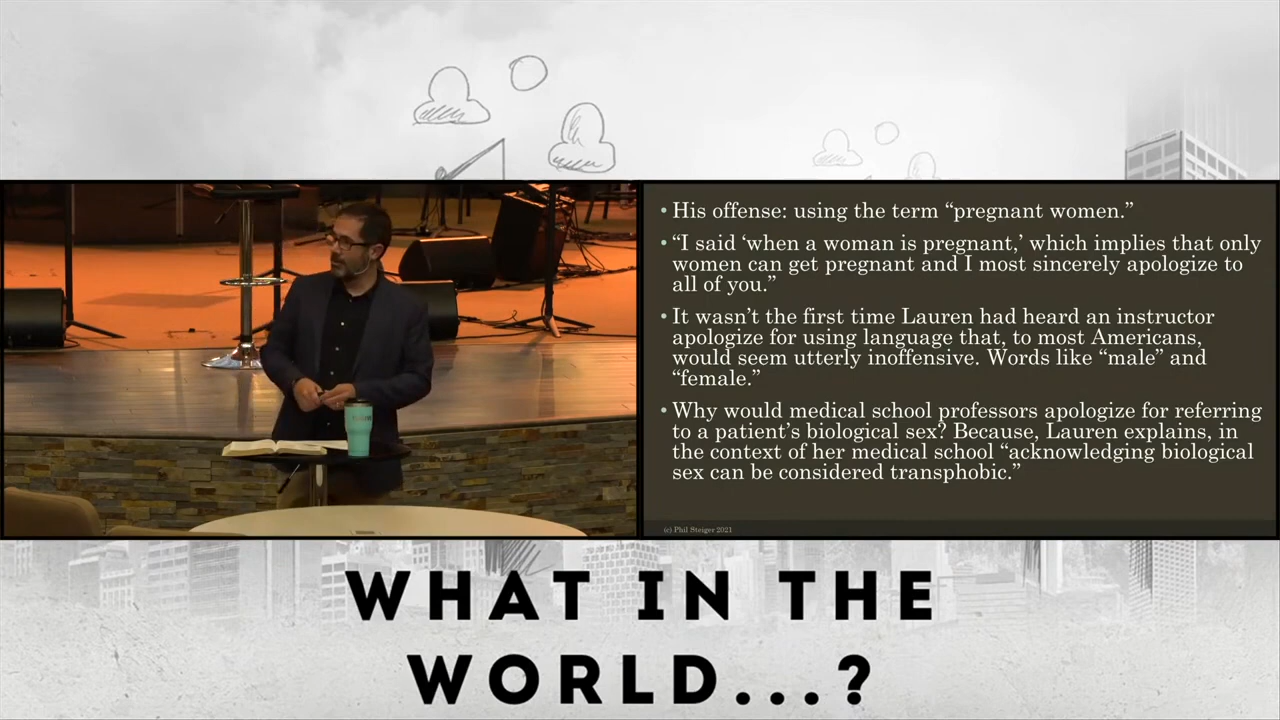 • His offense: using the term “pregnant women.”
• “I said ‘when a woman is pregnant,’ which implies that only
women can get pregnant and I most sincerely apologize to
all of you.”
• It wasn’t the first time Lauren had heard an instructor
apologize for using language that, to most Americans,
would seem utterly inoffensive. Words like “male” and
“female.”
• Why would medical school professors apologize for referring
to a patient’s biological sex? Because, Lauren explains, in
the context of her medical school “acknowledging biological
sex can be considered transphobic.”
(c) Phil Steiger 2021
WHAT IN THE
WORLD...?